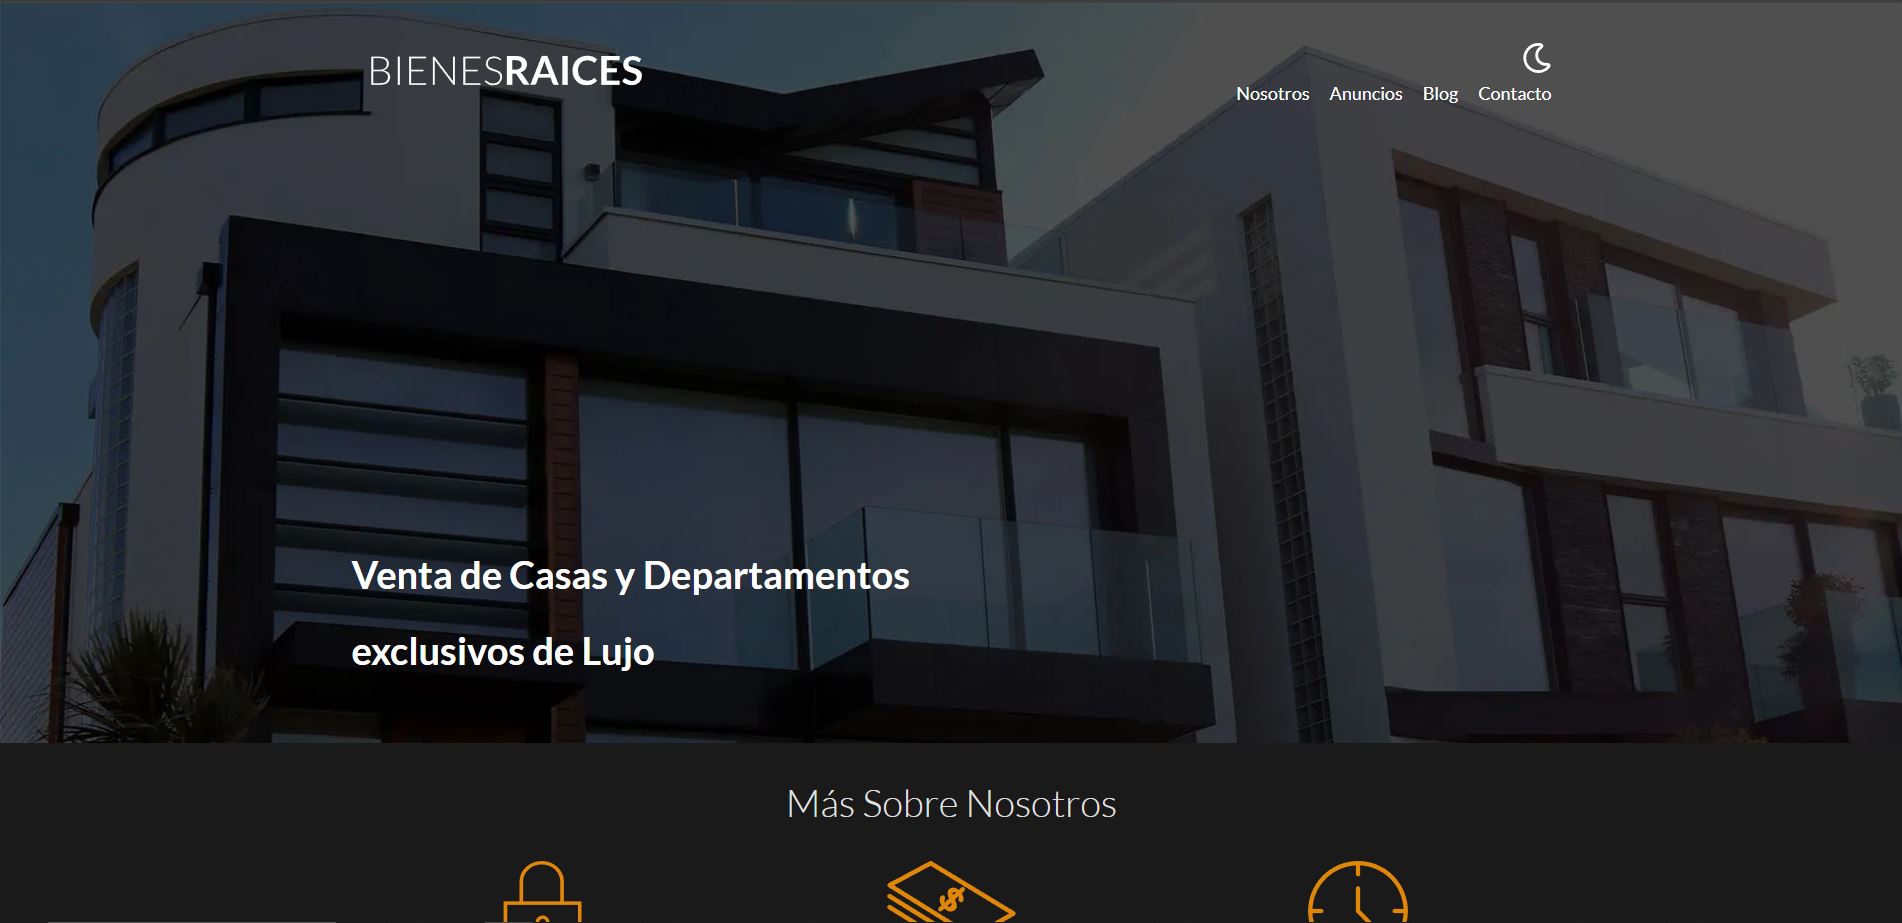 BIENESRAICES
Nosotros Anuncios Blog Contacto
Venta de Casas y Departamentos
exclusivos de Lujo
Más Sobre Nosotros
$